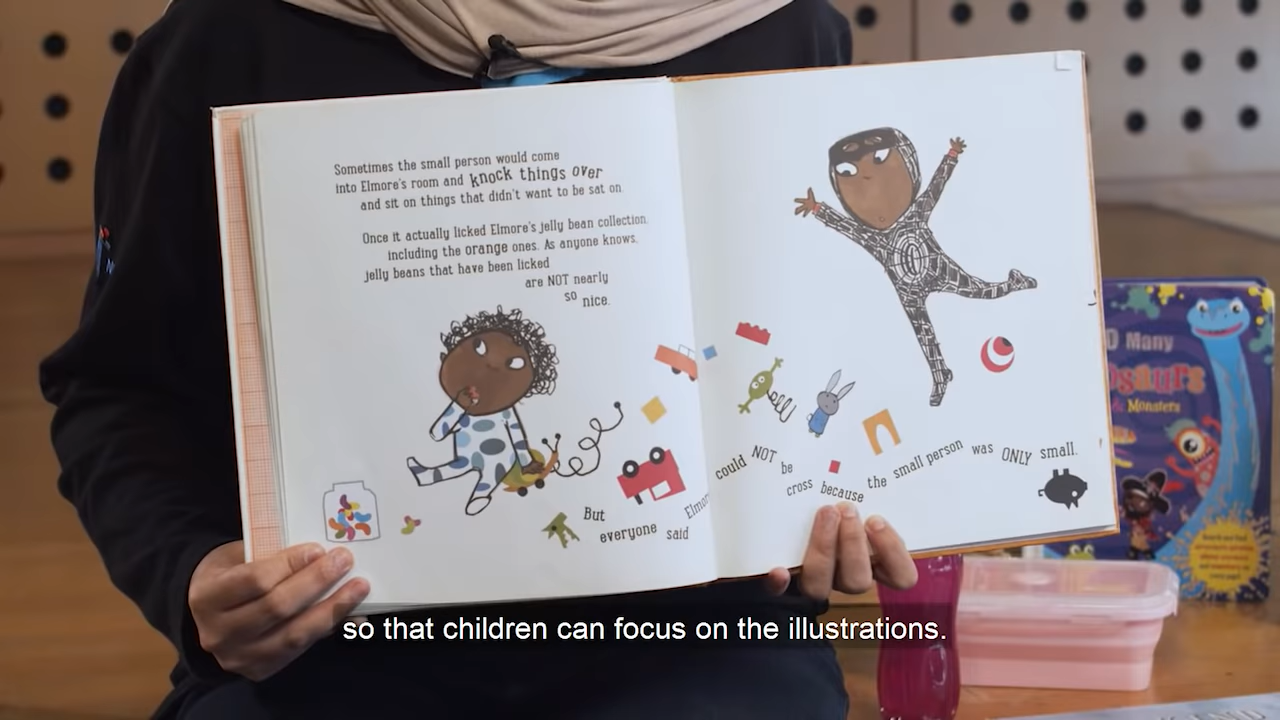 Sometimes the small person would come
into Elmore's room and knock things over
and sit on things that didn't want to be sat on.
Once it actually licked Elmore's jelly bean collection,
including the orange ones. As anyone knows,
jelly beans that have been licked
are NOT nearly
so nice.
But
everyone said
Elmore
could NOT be
cross because
the small person was ONLY small.
Many
& Monsters
so that children can focus on the illustrations.